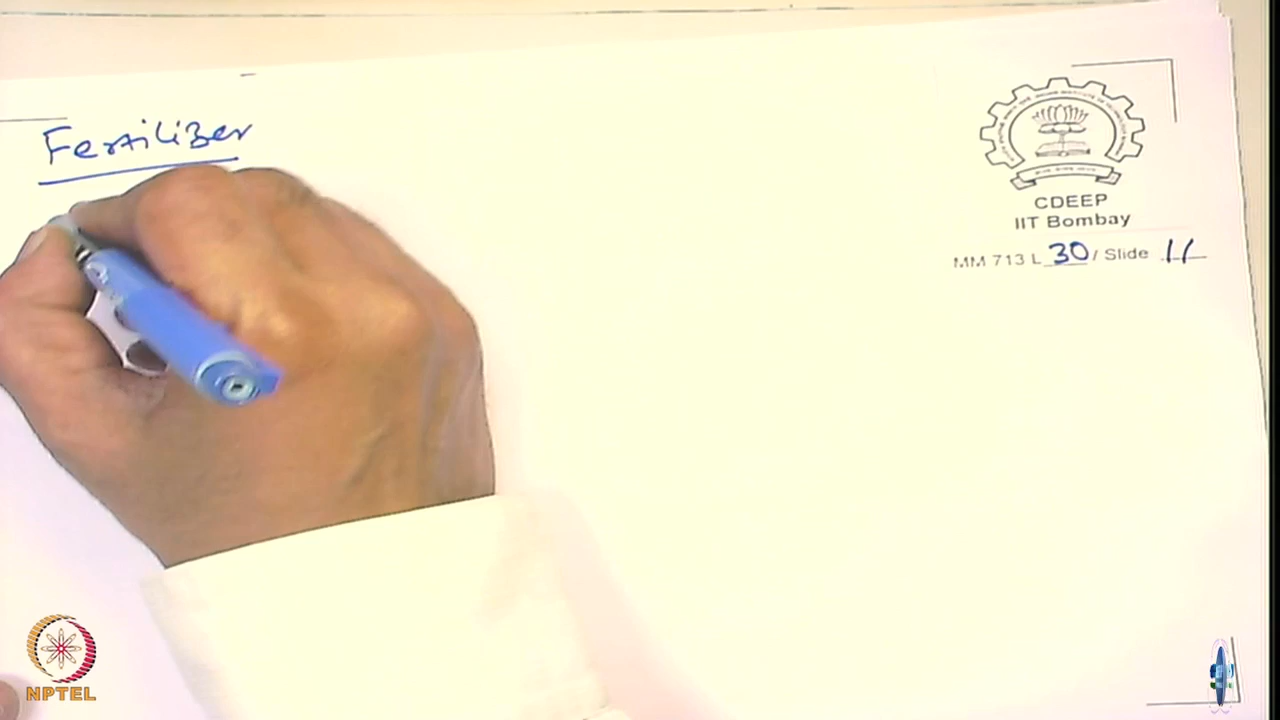 Fertilizer
CDEEP
IIT Bombay
MM 713 L 30 / Slide 11
NPTEL